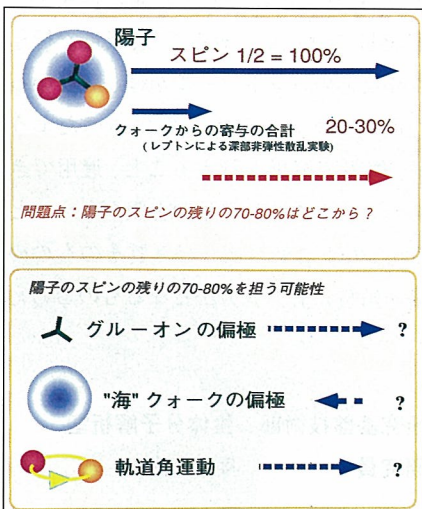 陽子
スピン 1/2 = 100%
クォークからの寄与の合計 20-30%
( レプトンによる深部非弾性散乱実験)
問題点：陽子のスピンの残りの70-80%はどこから？
陽子のスピンの残りの70-80%を担う可能性
グルーオンの偏極 ?
"海" クォークの偏極 ?
軌道角運動 ?